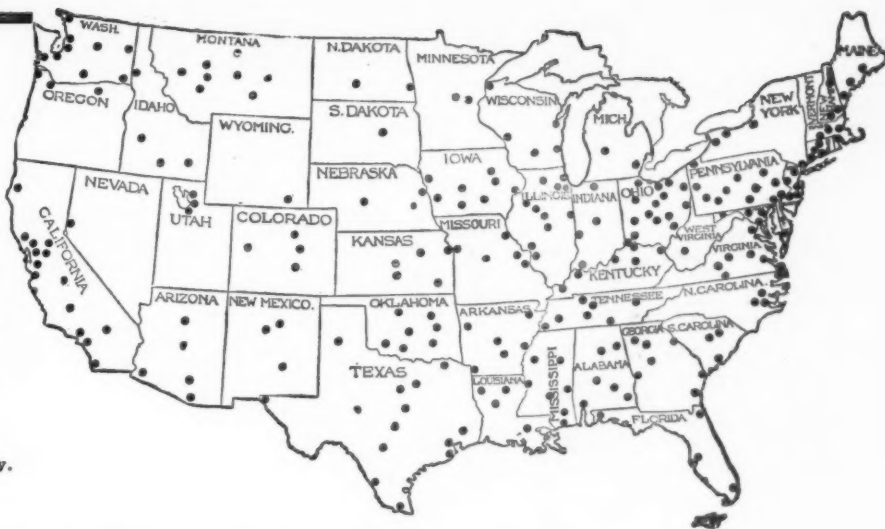 WASH.
MONTANA
N.DAKOTA
MINNESOTA
MAINE
OREGON
IDAHO
WYOMING.
S.DAKOTA
WISCONSIN
MICH.
NEW YORK
VERMONT
NEVADA
UTAH
COLORADO
NEBRASKA
IOWA
ILLINOIS
INDIANA
OHIO
PENNSYLVANIA
CALIFORNIA
KANSAS
MISSOURI
KENTUCKY
WEST VIRGINIA
VIRGINIA
ARIZONA
NEW MEXICO.
OKLAHOMA
ARKANSAS
TENNESSEE
N.CAROLINA
TEXAS
LOUISIANA
MISSISSIPPI
ALABAMA
GEORGIA
S.CAROLINA
FLORIDA